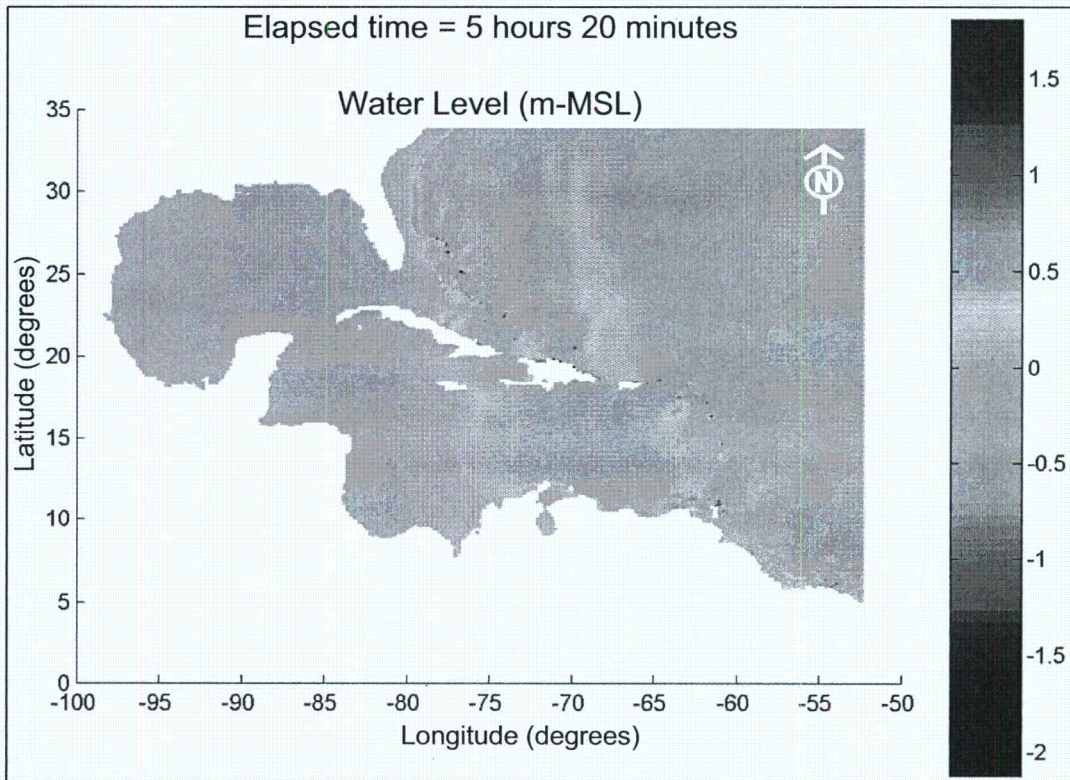 Elapsed time = 5 hours 20 minutes
Water Level (m-MSL)
N
Latitude (degrees)
35
30
25
20
15
10
5
0
-100 -95 -90 -85 -80 -75 -70 -65 -60 -55 -50
Longitude (degrees)
1.5
1
0.5
0
-0.5
-1
-1.5
-2